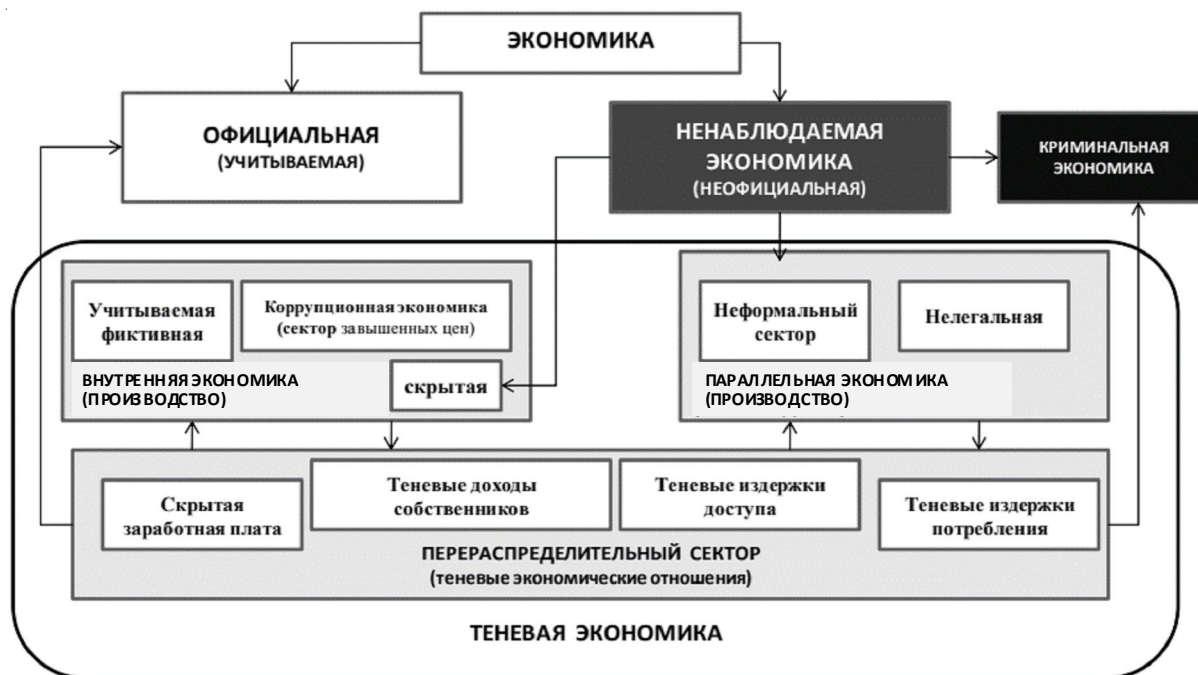 ЭКОНОМИКА
ОФИЦИАЛЬНАЯ
(УЧИТЫВАЕМАЯ)
НЕНАБЛЮДАЕМАЯ
ЭКОНОМИКА
(НЕОФИЦИАЛЬНАЯ)
КРИМИНАЛЬНАЯ
ЭКОНОМИКА
Учитываемая
фиктивная
Коррупционная экономика
(сектор завышенных цен)
скрытая
ВНУТРЕННЯЯ ЭКОНОМИКА
(ПРОИЗВОДСТВО)
Неформальный
сектор
Нелегальная
ПАРАЛЛЕЛЬНАЯ ЭКОНОМИКА
(ПРОИЗВОДСТВО)
Скрытая
заработная плата
Теневые доходы
собственников
Теневые издержки
доступа
Теневые издержки
потребления
ПЕРЕРАСПРЕДЕЛИТЕЛЬНЫЙ СЕКТОР
(теневые экономические отношения)
ТЕНЕВАЯ ЭКОНОМИКА